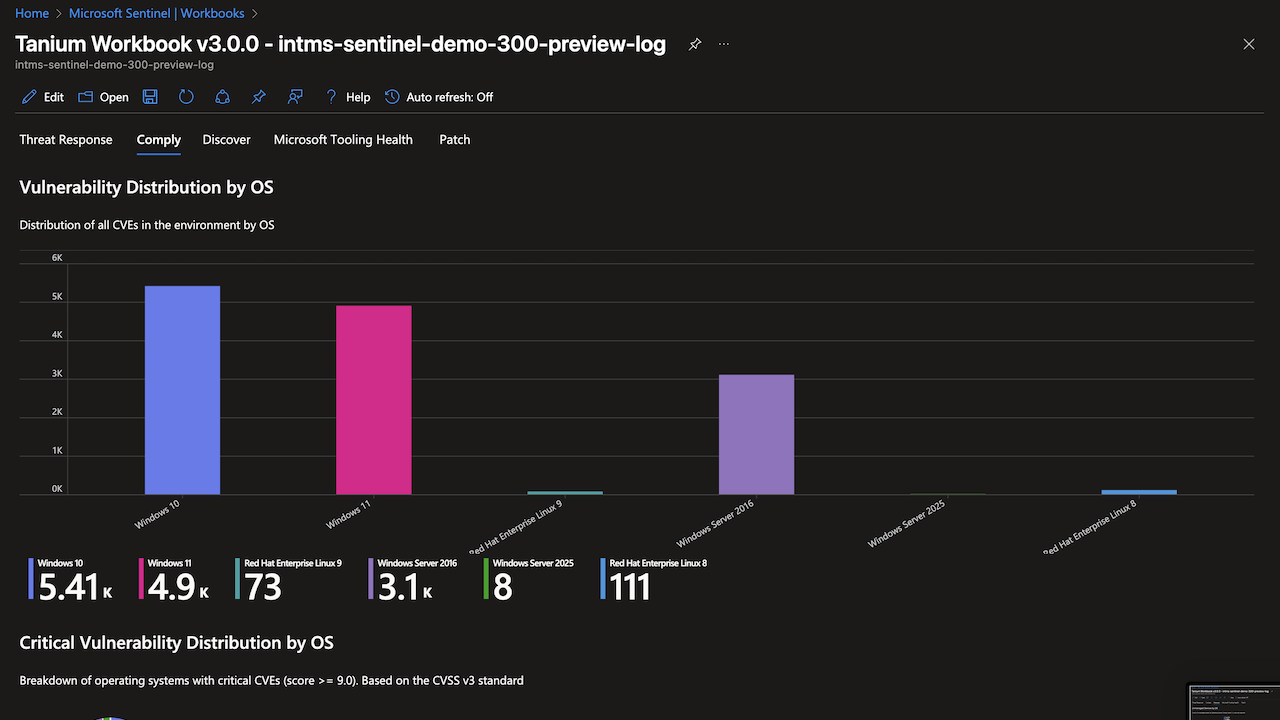 Home > Microsoft Sentinel | Workbooks >
Tanium Workbook v3.0.0 - intms-sentinel-demo-300-preview-log
intms-sentinel-demo-300-preview-log
Edit Open Help Auto refresh: Off
Threat Response Comply Discover Microsoft Tooling Health Patch
Vulnerability Distribution by OS
Distribution of all CVEs in the environment by OS
6K
5K
4K
3K
2K
1K
0K
Windows 10 Windows 11 ed Hat Enterprise Linux 9 Windows Server 2016 Windows Server 2025 ed Hat Enterprise Linux 8
Windows 10 Windows 11 Red Hat Enterprise Linux 9 Windows Server 2016 Windows Server 2025 Red Hat Enterprise Linux 8
5.41 K 4.9 K 73 3.1 K 8 111
Critical Vulnerability Distribution by OS
Breakdown of operating systems with critical CVEs (score >= 9.0). Based on the CVSS v3 standard